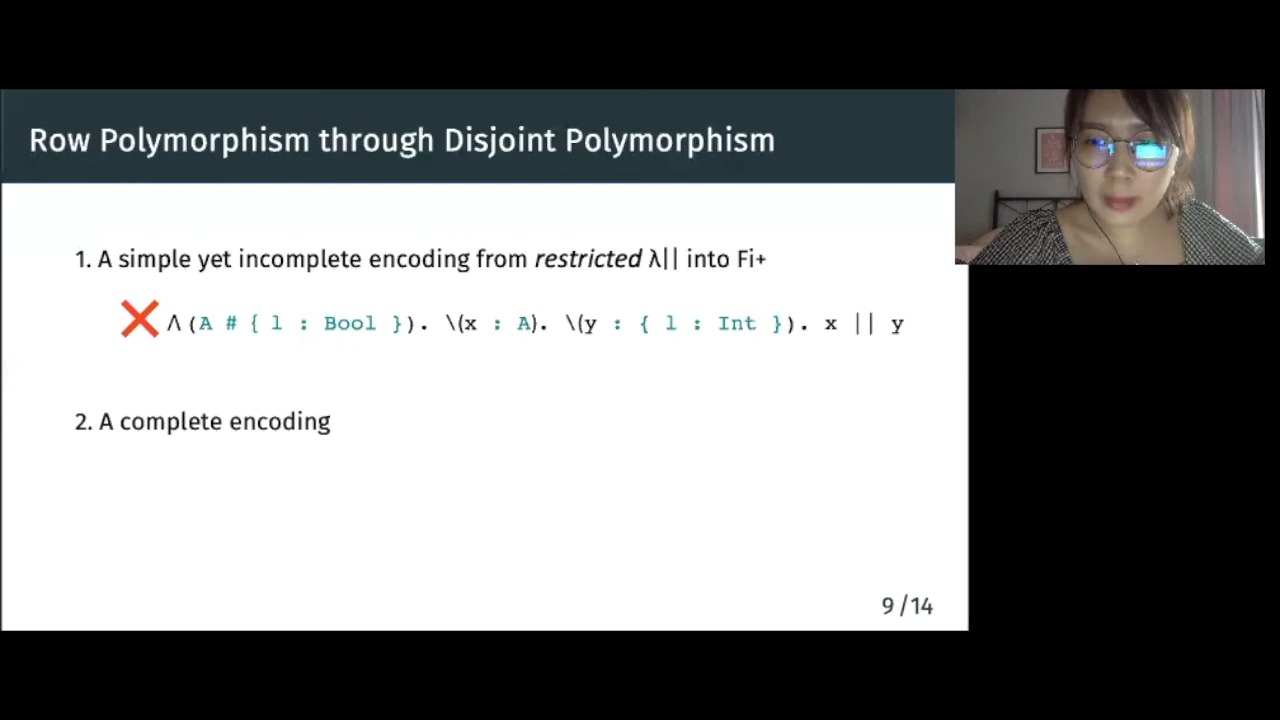 Row Polymorphism through Disjoint Polymorphism
1. A simple yet incomplete encoding from restricted λ|| into Fi+
Λ(A # { l : Bool }). \(x : A). \(y : { l : Int }). x || y
2. A complete encoding
9/14